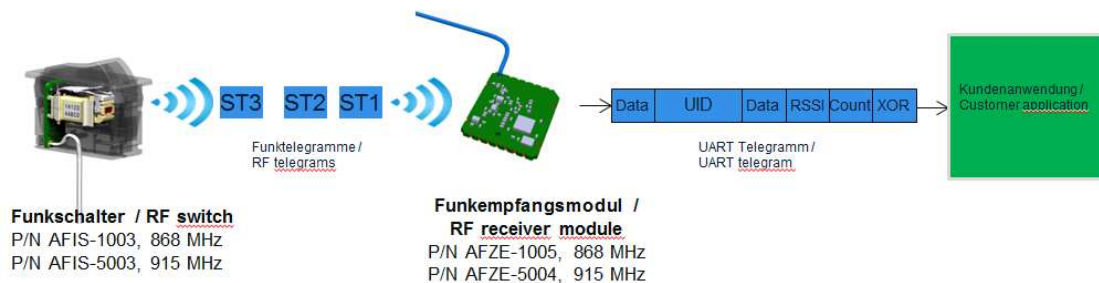 ST3 ST2 ST1
Funktelegramme /
RF telegrams
Data UID Data RSSI Count XOR
UART Telegramm /
UART telegram
Kundenanwendung /
Customer application
Funkschalter / RF switch
P/N AFIS-1003, 868 MHz
P/N AFIS-5003, 915 MHz
Funkempfangsmodul /
RF receiver module
P/N AFZE-1005, 868 MHz
P/N AFZE-5004, 915 MHz